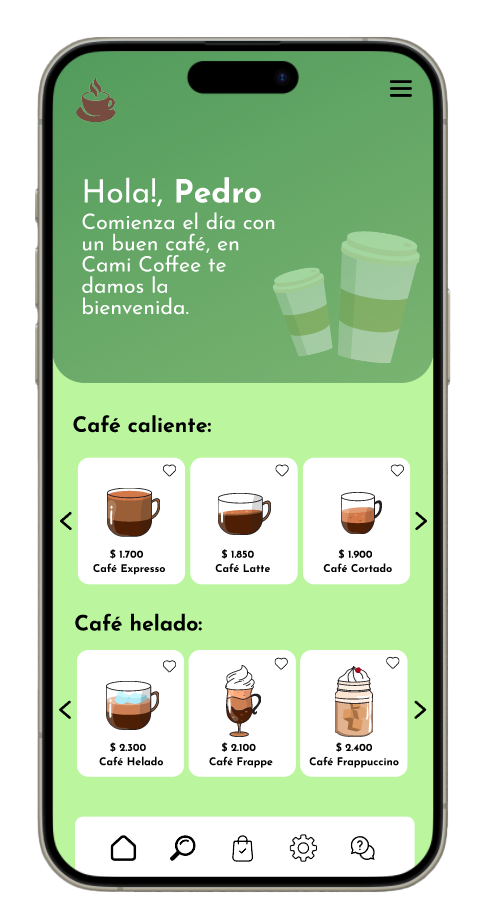 Hola!, Pedro
Comienza el día con
un buen café, en
Cami Coffee te
damos la
bienvenida.
Café caliente:
$ 1.700
Café Expresso
$ 1.850
Café Latte
$ 1.900
Café Cortado
Café helado:
$ 2.300
Café Helado
$ 2.100
Café Frappe
$ 2.400
Café Frappuccino